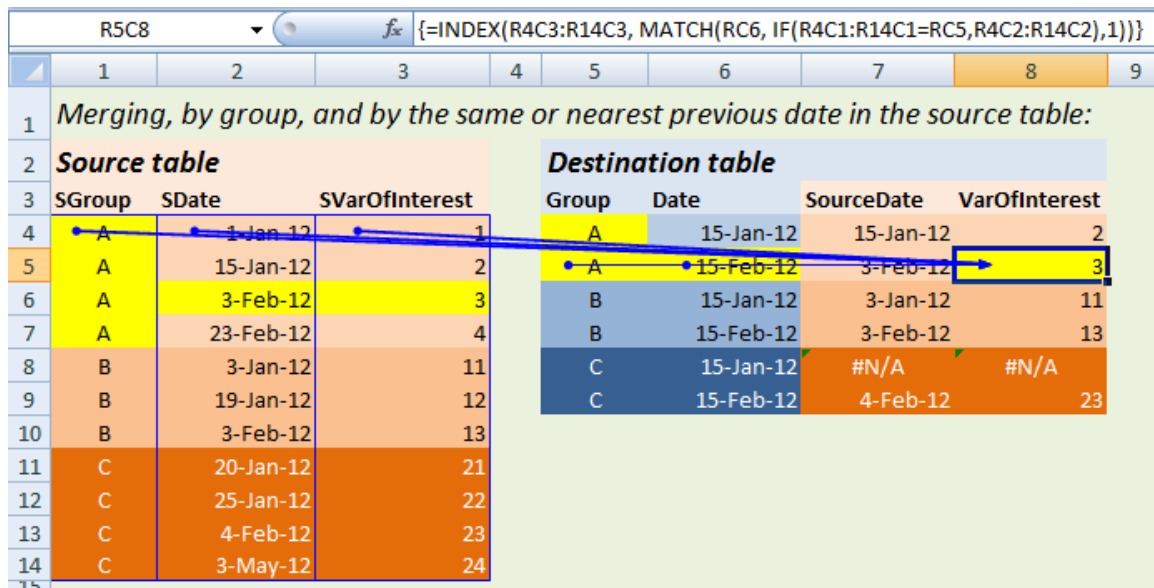 R5C8 fx {=INDEX(R4C3:R14C3, MATCH(RC6, IF(R4C1:R14C1=RC5,R4C2:R14C2),1))}
1 2 3 4 5 6 7 8 9
1 Merging, by group, and by the same or nearest previous date in the source table:
2 Source table Destination table
3 SGroup SDate SVarOfInterest Group Date SourceDate VarOfInterest
4 A 1-Jan-12 1 A 15-Jan-12 15-Jan-12 2
5 A 15-Jan-12 2 A 15-Feb-12 3-Feb-12 3
6 A 3-Feb-12 3 B 15-Jan-12 3-Jan-12 11
7 A 23-Feb-12 4 B 15-Feb-12 3-Feb-12 13
8 B 3-Jan-12 11 C 15-Jan-12 #N/A #N/A
9 B 19-Jan-12 12 C 15-Feb-12 4-Feb-12 23
10 B 3-Feb-12 13
11 C 20-Jan-12 21
12 C 25-Jan-12 22
13 C 4-Feb-12 23
14 C 3-May-12 24
15